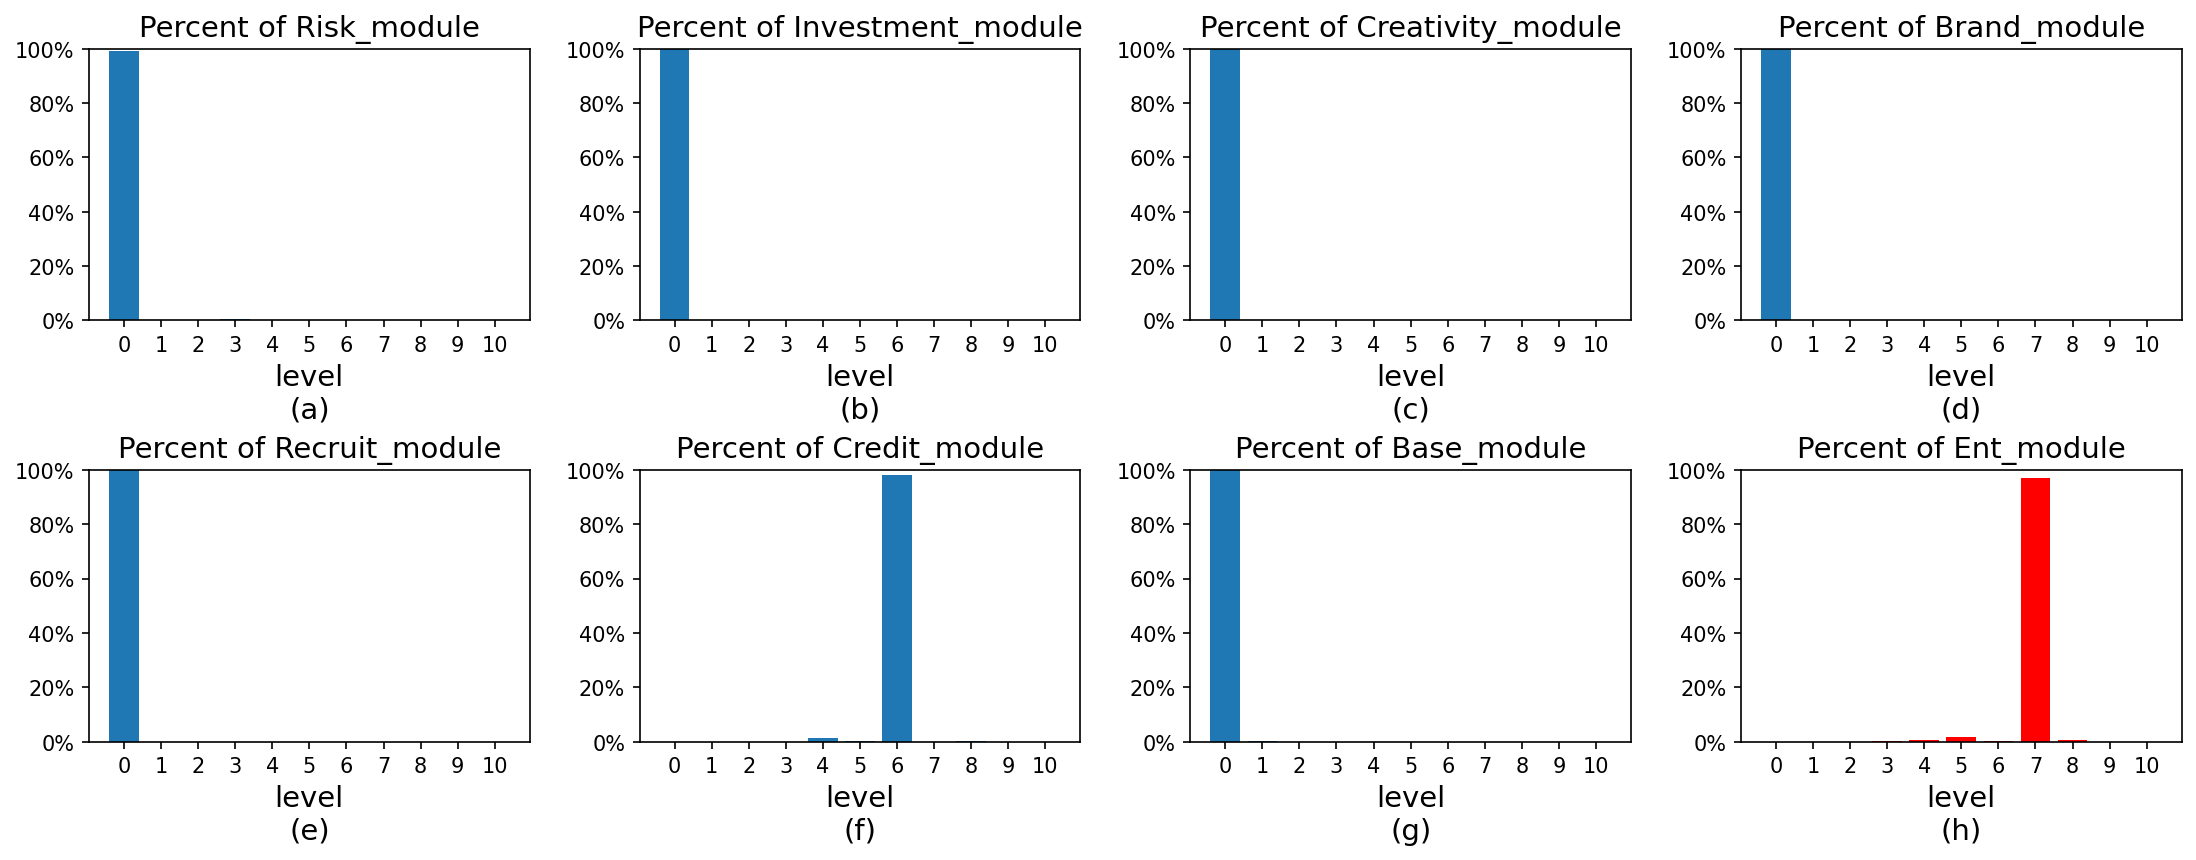 Percent of Risk_module
100%
80%
60%
40%
20%
0%
0 1 2 3 4 5 6 7 8 9 10
level
(a)
Percent of Investment_module
100%
80%
60%
40%
20%
0%
0 1 2 3 4 5 6 7 8 9 10
level
(b)
Percent of Creativity_module
100%
80%
60%
40%
20%
0%
0 1 2 3 4 5 6 7 8 9 10
level
(c)
Percent of Brand_module
100%
80%
60%
40%
20%
0%
0 1 2 3 4 5 6 7 8 9 10
level
(d)
Percent of Recruit_module
100%
80%
60%
40%
20%
0%
0 1 2 3 4 5 6 7 8 9 10
level
(e)
Percent of Credit_module
100%
80%
60%
40%
20%
0%
0 1 2 3 4 5 6 7 8 9 10
level
(f)
Percent of Base_module
100%
80%
60%
40%
20%
0%
0 1 2 3 4 5 6 7 8 9 10
level
(g)
Percent of Ent_module
100%
80%
60%
40%
20%
0%
0 1 2 3 4 5 6 7 8 9 10
level
(h)